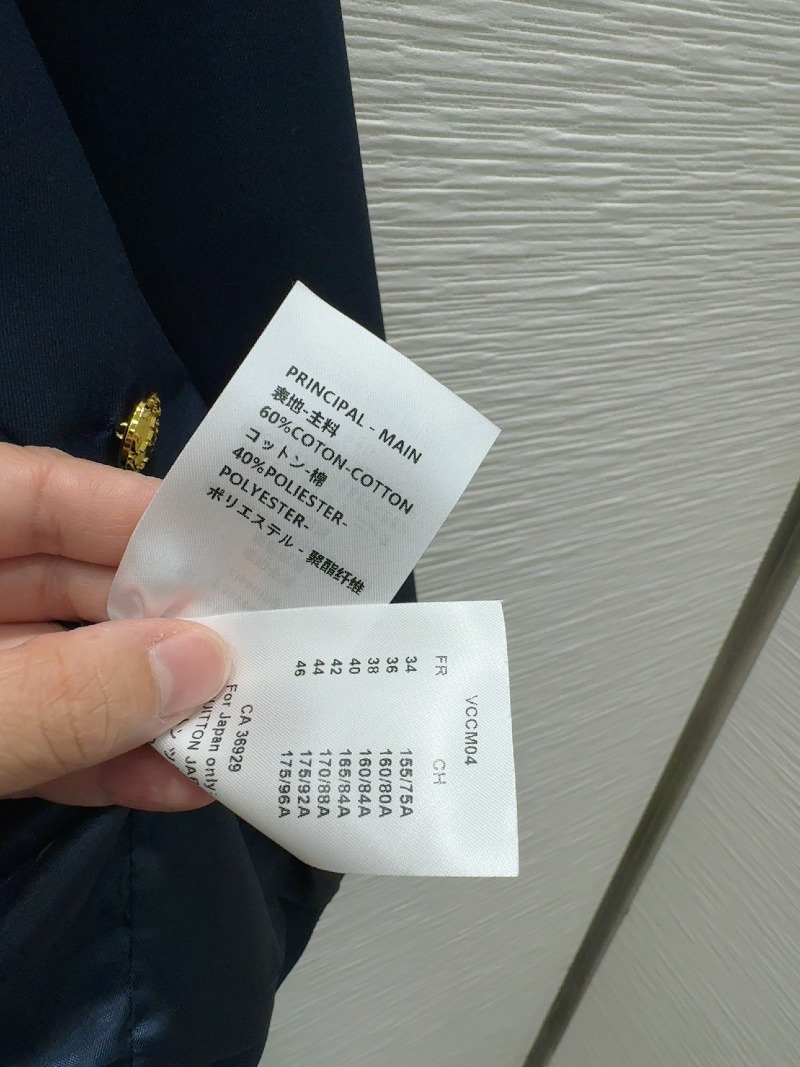 PRINCIPAL - MAIN
表地-主料
60%COTON-COTTON
コットン-棉
40%POLIESTER-
POLYESTER-
ポリエステル - 聚酯纤维
VCCM04
FR CH
34 155/75A
36 160/80A
38 160/84A
40 165/84A
42 170/88A
44 175/92A
46 175/96A
CA 36929
For Japan only